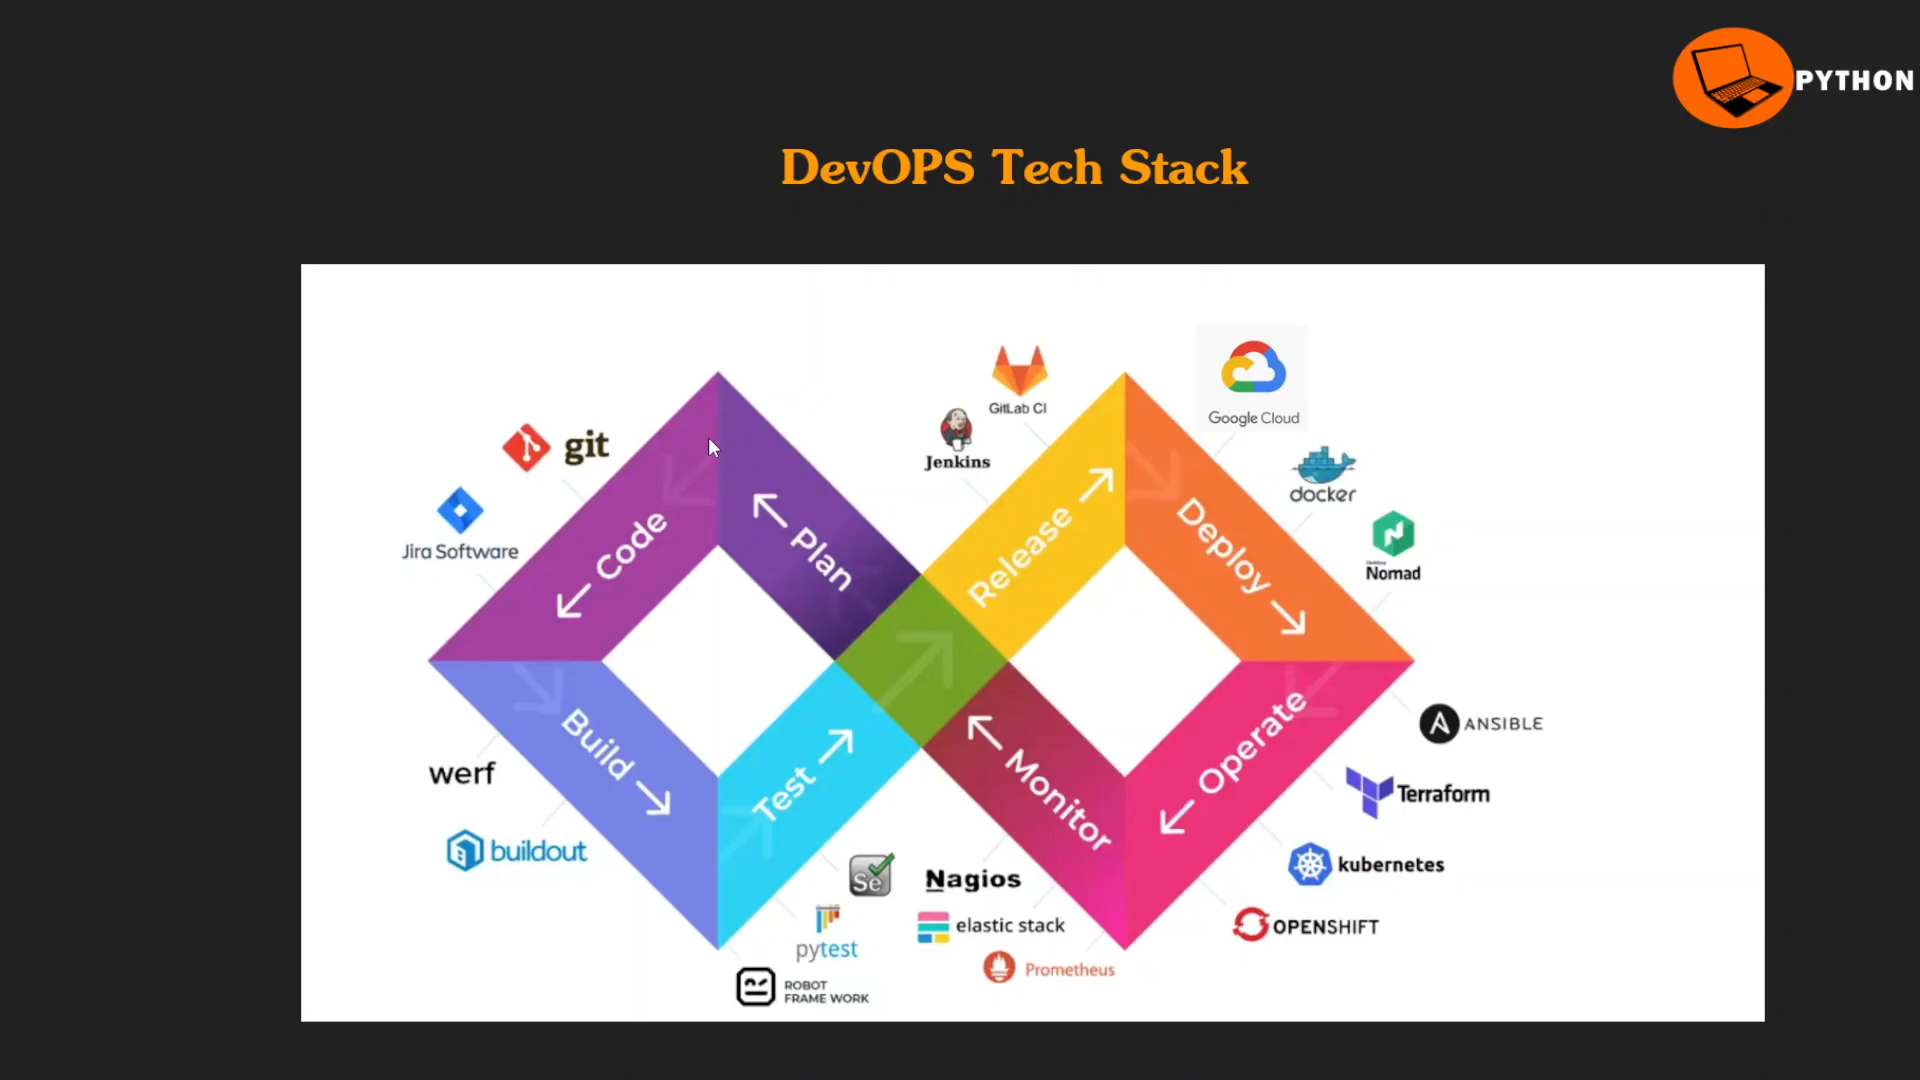 PYTHON
DevOPS Tech Stack
GitLab CI
Google Cloud
git
Jenkins
docker
Jira Software
Nomad
Code
Plan
Release
Deploy
Build
Test
Monitor
Operate
ANSIBLE
werf
Terraform
buildout
kubernetes
Se
Nagios
elastic stack
OPENSHIFT
pytest
Prometheus
ROBOT
FRAME WORK